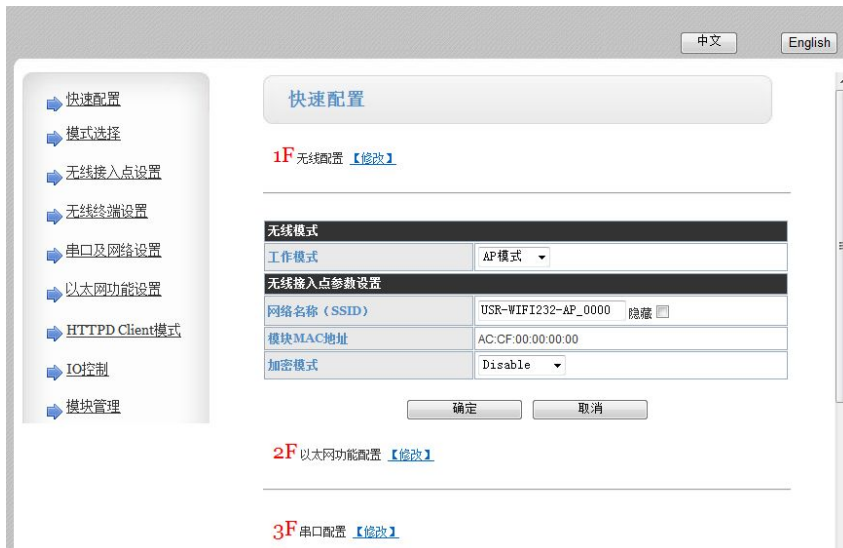 中文 English
快速配置
模式选择
无线接入点设置
无线终端设置
串口及网络设置
以太网功能设置
HTTPD Client模式
IO控制
模块管理
快速配置
1F 无线配置 【修改】
无线模式
工作模式 AP模式
无线接入点参数设置
网络名称（SSID） USR-WIFI232-AP_0000 隐藏
模块MAC地址 AC:CF:00:00:00:00
加密模式 Disable
确定 取消
2F 以太网功能配置 【修改】
3F 串口配置 【修改】